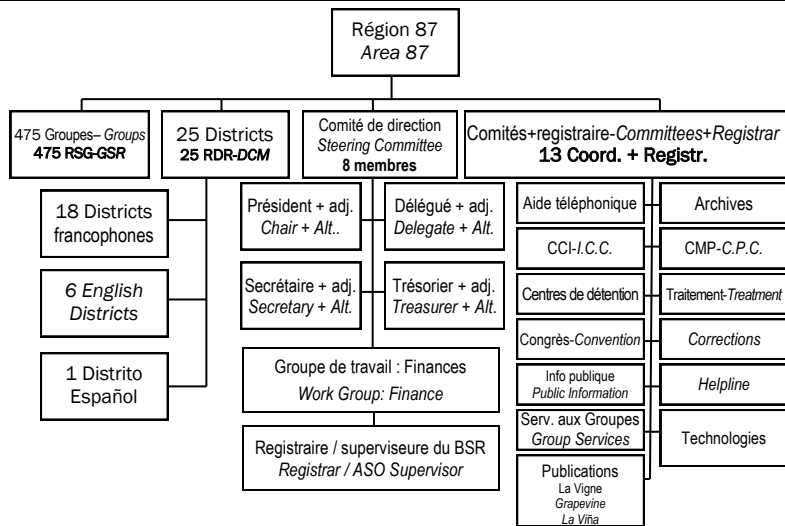 Région 87
Area 87
475 Groupes– Groups
475 RSG-GSR
25 Districts
25 RDR-DCM
Comité de direction
Steering Committee
8 membres
Comités+registraire-Committees+Registrar
13 Coord. + Registr.
18 Districts
francophones
6 English
Districts
1 Distrito
Español
Président + adj.
Chair + Alt..
Délégué + adj.
Delegate + Alt.
Secrétaire + adj.
Secretary + Alt.
Trésorier + adj.
Treasurer + Alt.
Groupe de travail : Finances
Work Group: Finance
Registraire / superviseure du BSR
Registrar / ASO Supervisor
Aide téléphonique
Archives
CCI-I.C.C.
CMP-C.P.C.
Centres de détention
Traitement-Treatment
Congrès-Convention
Corrections
Info publique
Public Information
Helpline
Serv. aux Groupes
Group Services
Technologies
Publications
La Vigne
Grapevine
La Viña